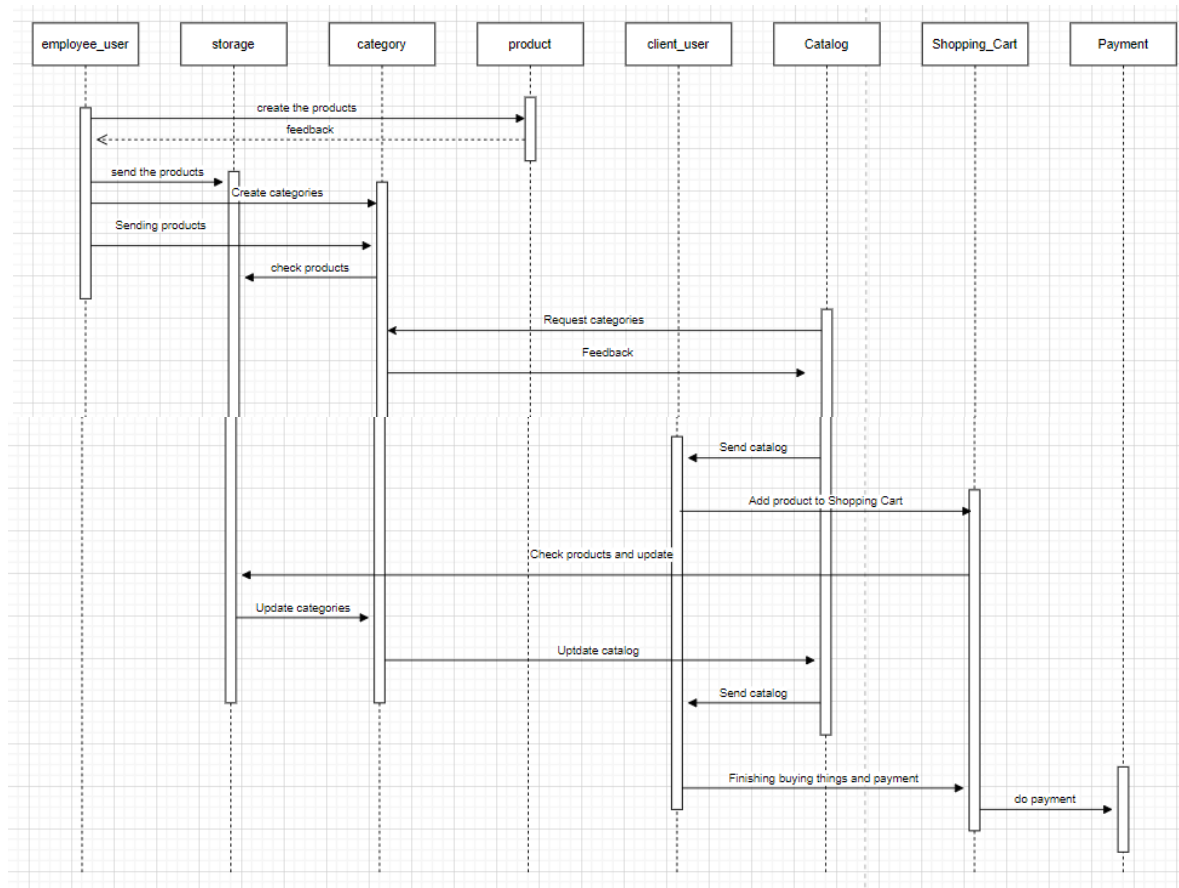 employee_user
storage
category
product
client_user
Catalog
Shopping_Cart
Payment
create the products
feedback
send the products
Create categories
Sending products
check products
Request categories
Feedback
Send catalog
Add product to Shopping Cart
Check products and update
Update categories
Uptdate catalog
Send catalog
Finishing buying things and payment
do payment